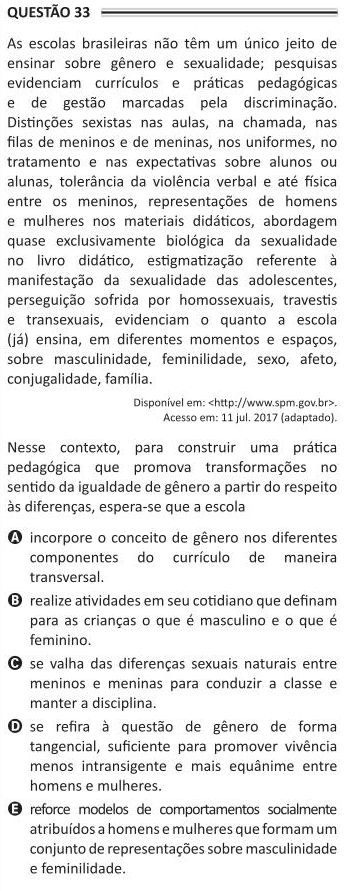 QUESTÃO 33
As escolas brasileiras não têm um único jeito de
ensinar sobre gênero e sexualidade; pesquisas
evidenciam currículos e práticas pedagógicas
e de gestão marcadas pela discriminação.
Distinções sexistas nas aulas, na chamada, nas
filas de meninos e de meninas, nos uniformes, no
tratamento e nas expectativas sobre alunos ou
alunas, tolerância da violência verbal e até física
entre os meninos, representações de homens
e mulheres nos materiais didáticos, abordagem
quase exclusivamente biológica da sexualidade
no livro didático, estigmatização referente à
manifestação da sexualidade das adolescentes,
perseguição sofrida por homossexuais, travestis
e transexuais, evidenciam o quanto a escola
(já) ensina, em diferentes momentos e espaços,
sobre masculinidade, feminilidade, sexo, afeto,
conjugalidade, família.
Disponível em: <http://www.spm.gov.br>.
Acesso em: 11 jul. 2017 (adaptado).
Nesse contexto, para construir uma prática
pedagógica que promova transformações no
sentido da igualdade de gênero a partir do respeito
às diferenças, espera-se que a escola
A incorpore o conceito de gênero nos diferentes
componentes do currículo de maneira
transversal.
B realize atividades em seu cotidiano que definam
para as crianças o que é masculino e o que é
feminino.
C se valha das diferenças sexuais naturais entre
meninos e meninas para conduzir a classe e
manter a disciplina.
D se refira à questão de gênero de forma
tangencial, suficiente para promover vivência
menos intransigente e mais equânime entre
homens e mulheres.
E reforce modelos de comportamentos socialmente
atribuídos a homens e mulheres que formam um
conjunto de representações sobre masculinidade
e feminilidade.